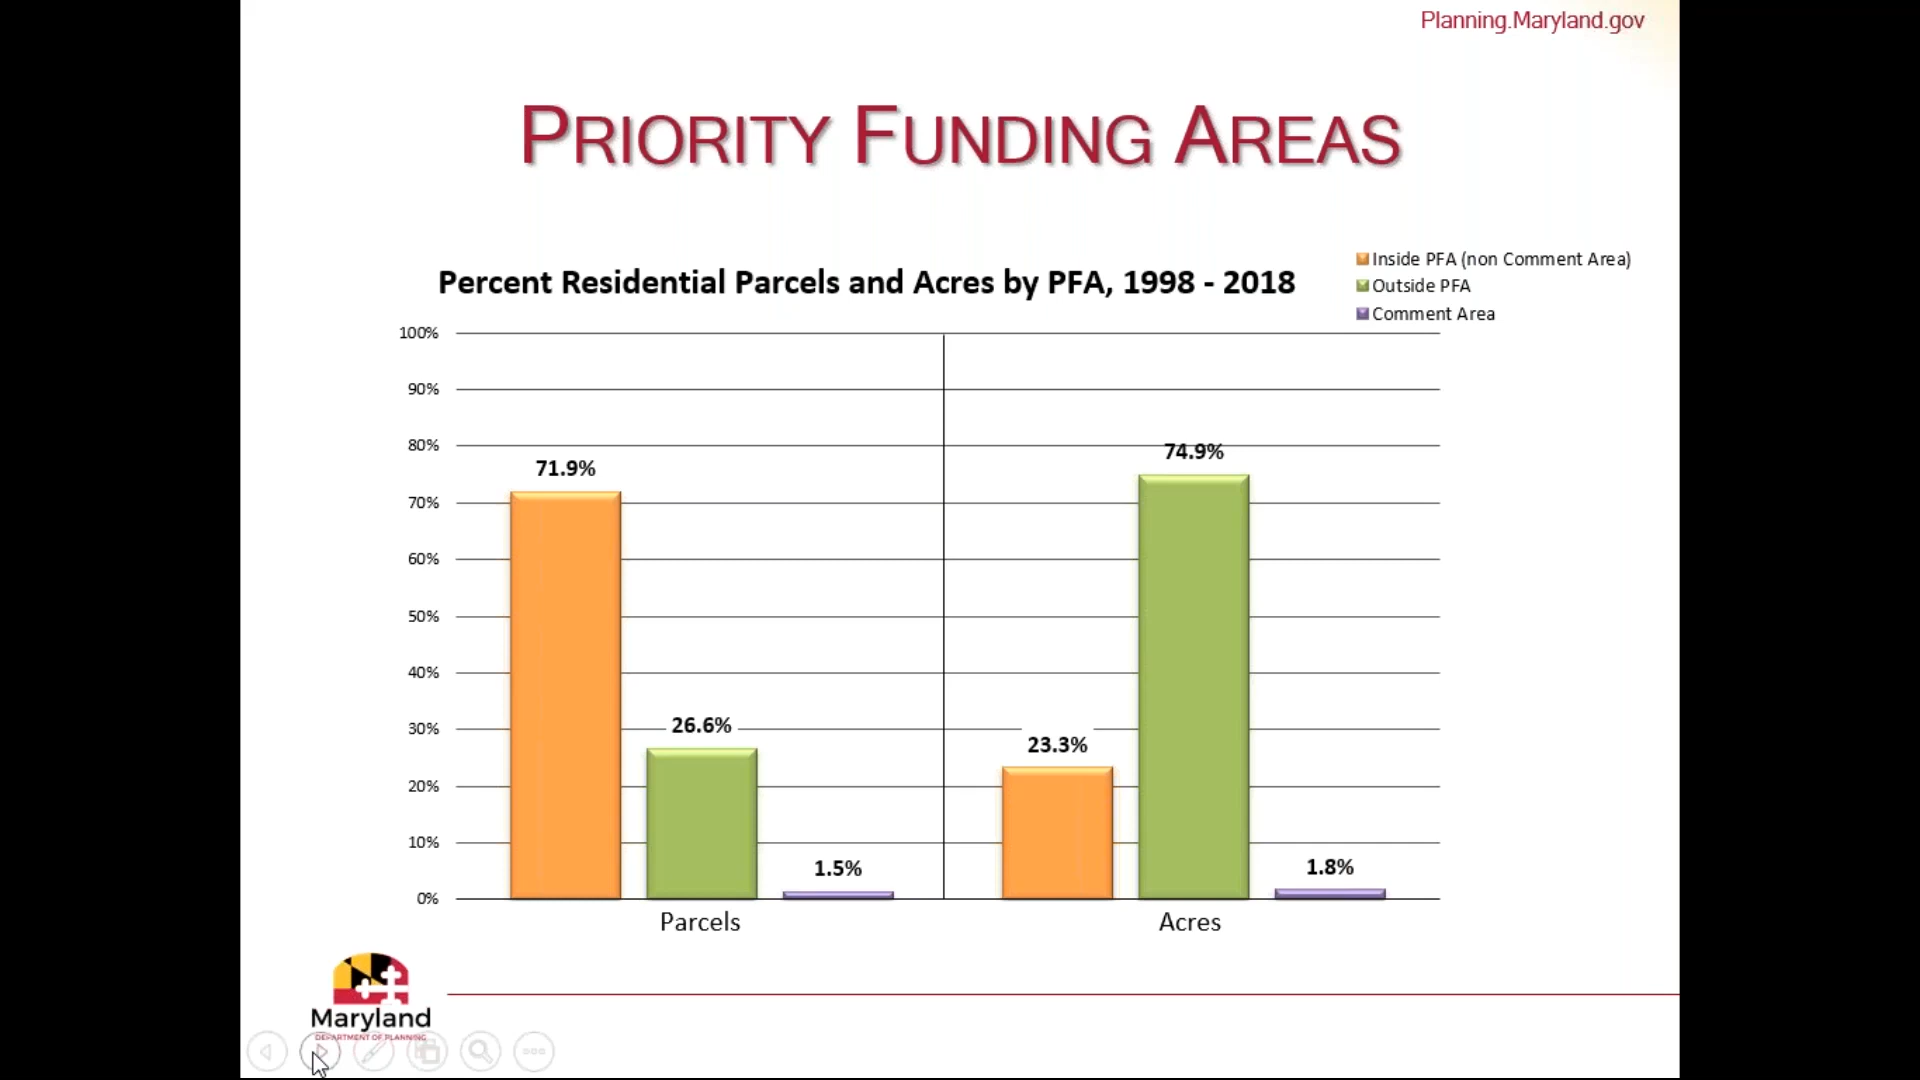 Planning.Maryland.gov
PRIORITY FUNDING AREAS
Percent Residential Parcels and Acres by PFA, 1998 - 2018
Inside PFA (non Comment Area)
Outside PFA
Comment Area
100%
90%
80%
70%
60%
50%
40%
30%
20%
10%
0%
71.9%
26.6%
1.5%
23.3%
74.9%
1.8%
Parcels
Acres
Maryland
DEPARTMENT OF PLANNING